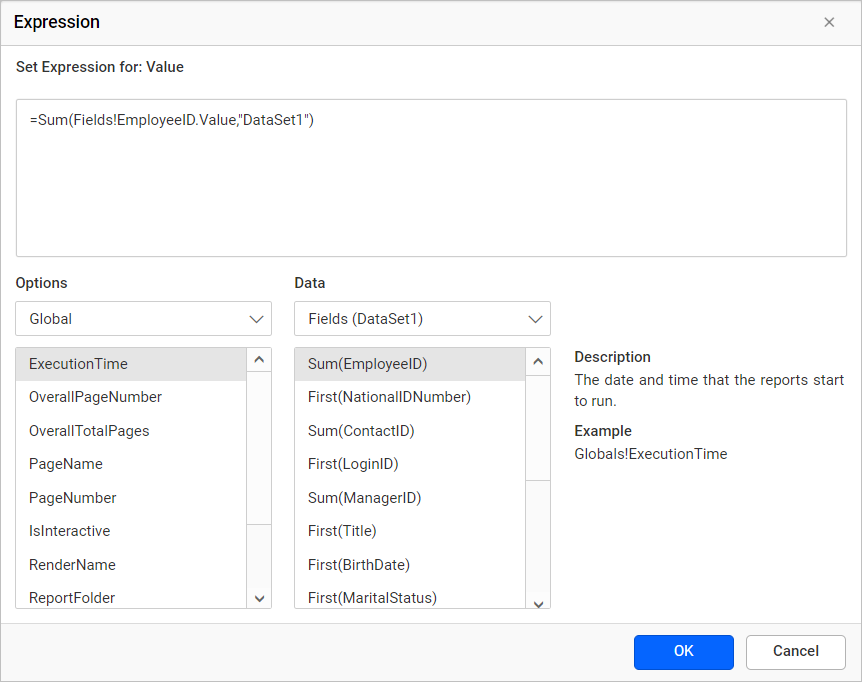 Expression
Set Expression for: Value
=Sum(Fields!EmployeeID.Value,"DataSet1")
Options
Global
ExecutionTime
OverallPageNumber
OverallTotalPages
PageName
PageNumber
IsInteractive
RenderName
ReportFolder
Data
Fields (DataSet1)
Sum(EmployeeID)
First(NationalIDNumber)
Sum(ContactID)
First(LoginID)
Sum(ManagerID)
First(Title)
First(BirthDate)
First(MaritalStatus)
Description
The date and time that the reports start
to run.
Example
Globals!ExecutionTime
OK
Cancel